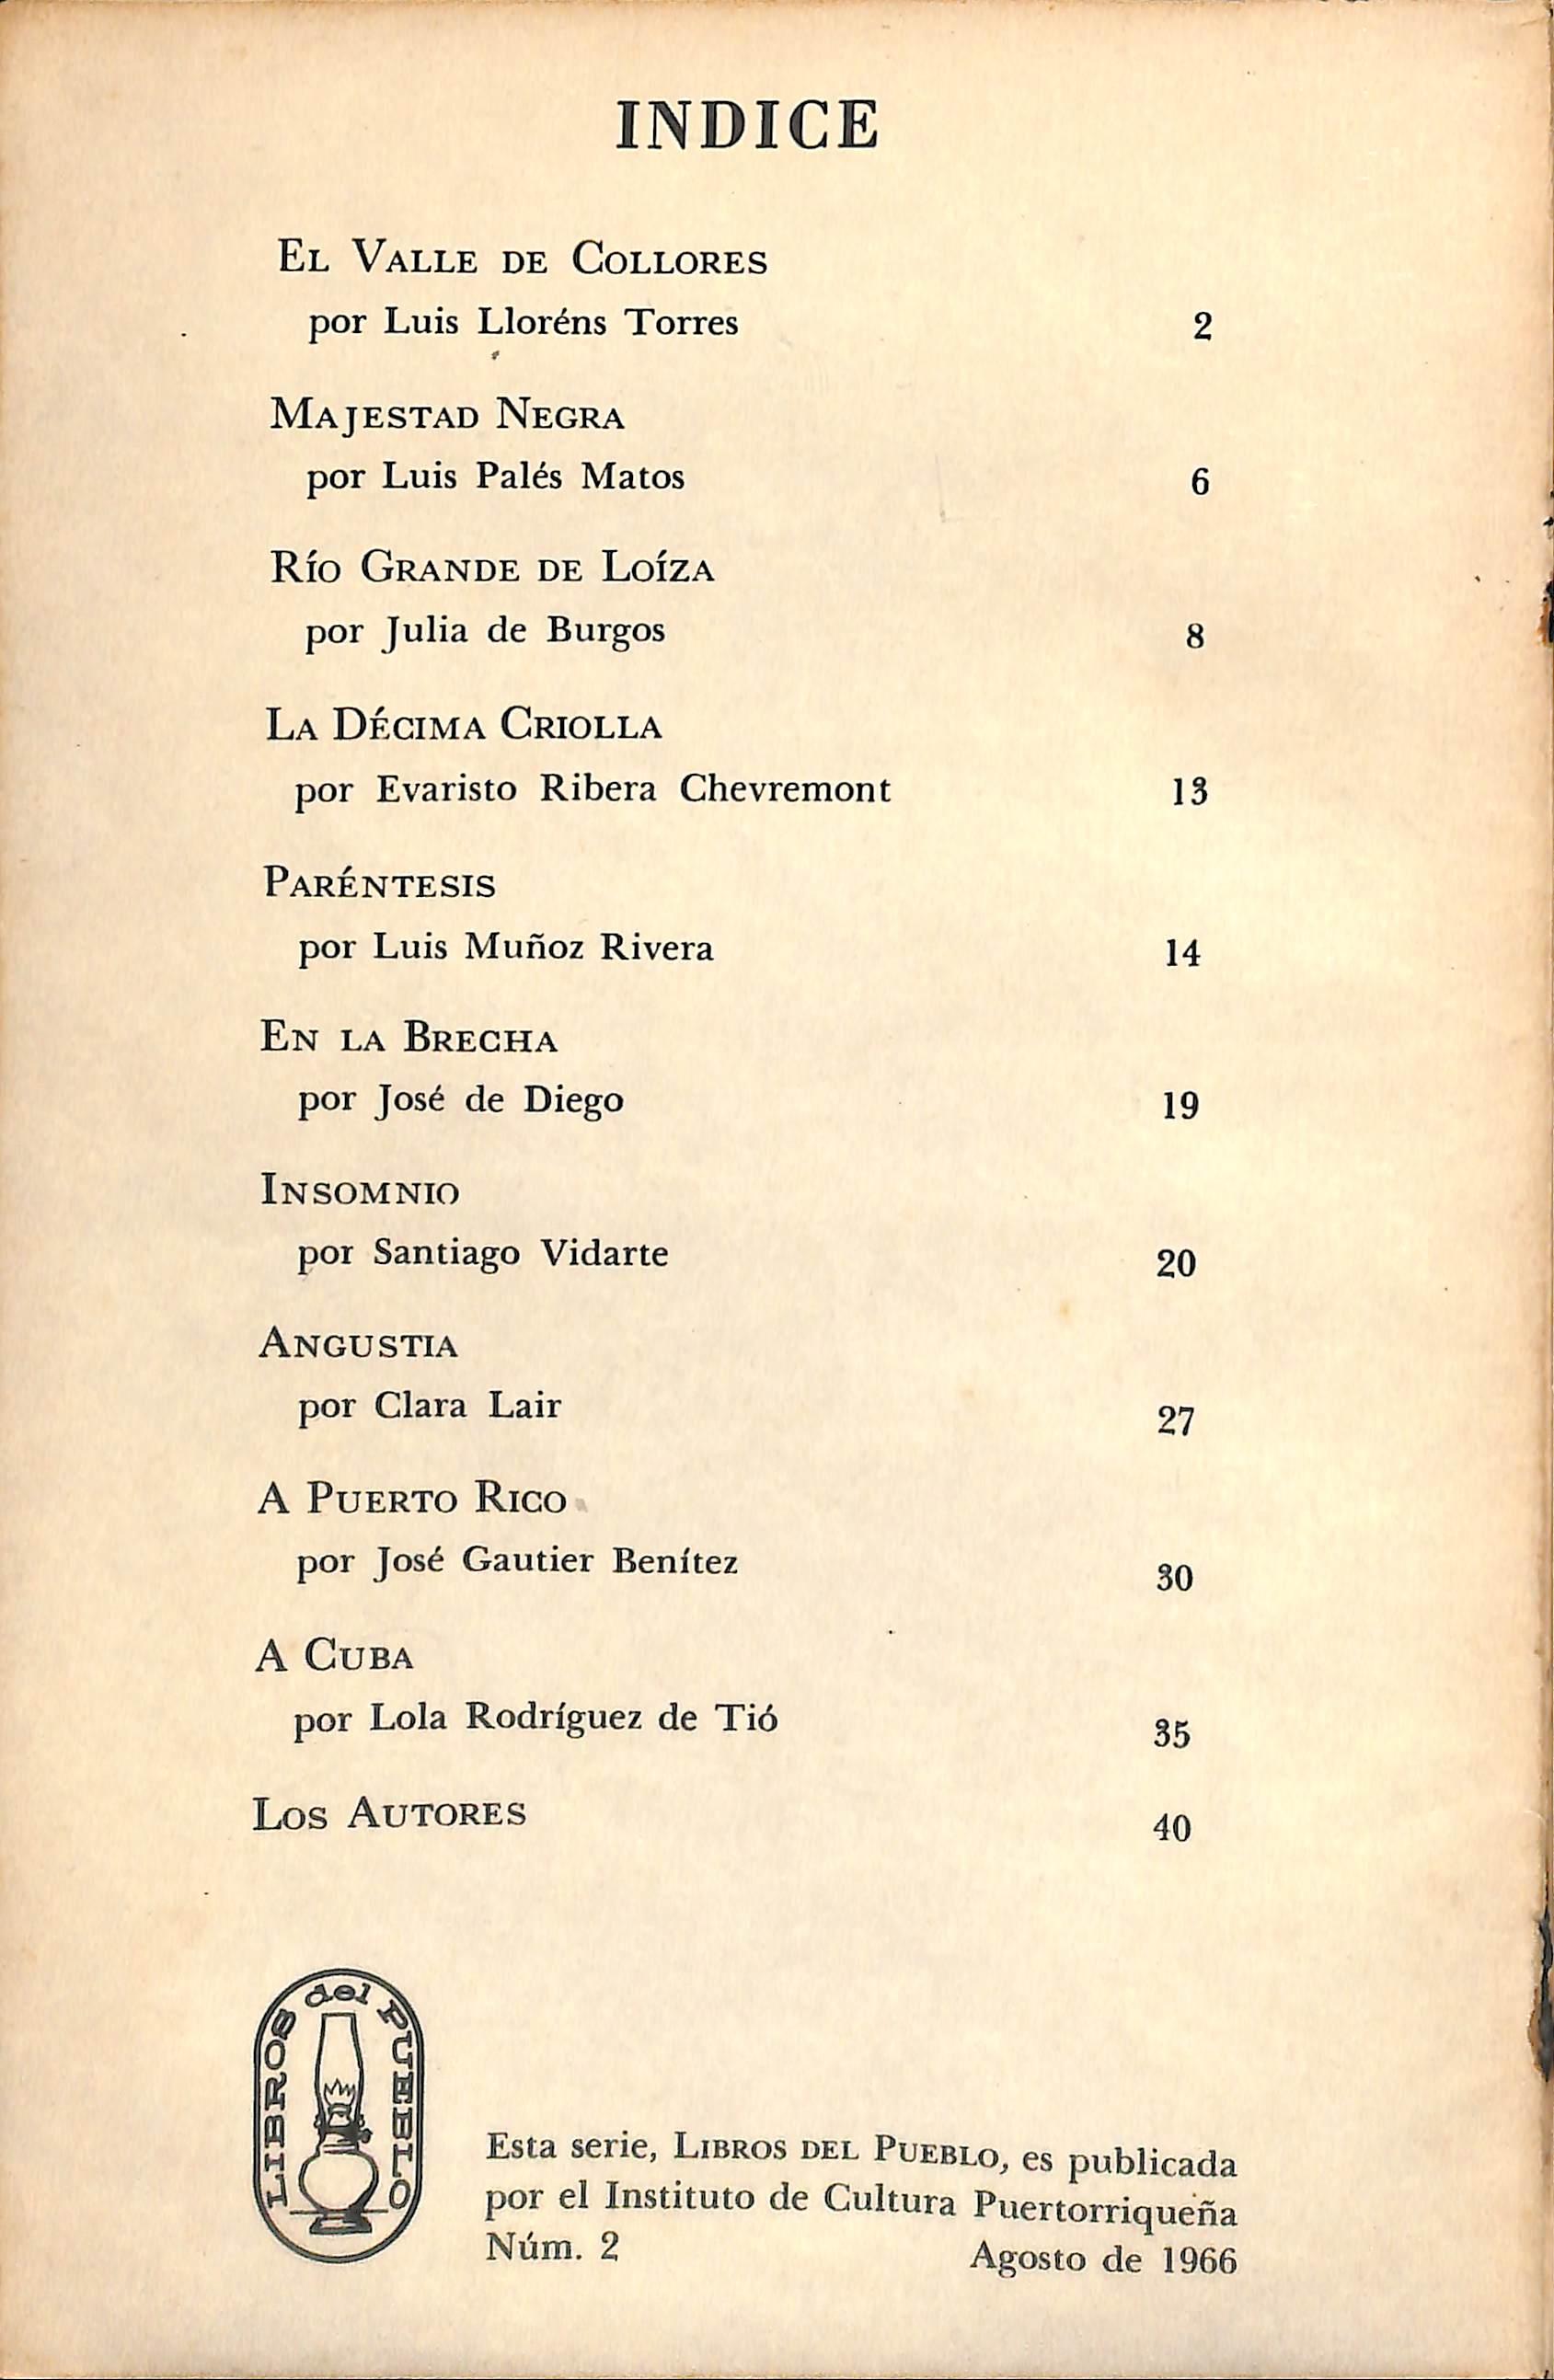 INDICE
El Valle de Collores
por Luis Lloréns Torres 2
Majestad Negra
por Luis Palés Matos 6
Río Grande de Loíza
por Julia de Burgos 8
La Décima Criolla
por Evaristo Ribera Chevremont 13
Paréntesis
por Luis Muñoz Rivera 14
En la Brecha
por José de Diego 19
Insomnio
por Santiago Vidarte 20
Angustia
por Clara Lair 27
A Puerto Rico
por José Gautier Benítez 30
A Cuba
por Lola Rodríguez de Tió 35
Los Autores 40
LIBROS del PUEBLO
Esta serie, Libros del Pueblo, es publicada
por el Instituto de Cultura Puertorriqueña
Núm. 2 Agosto de 1966